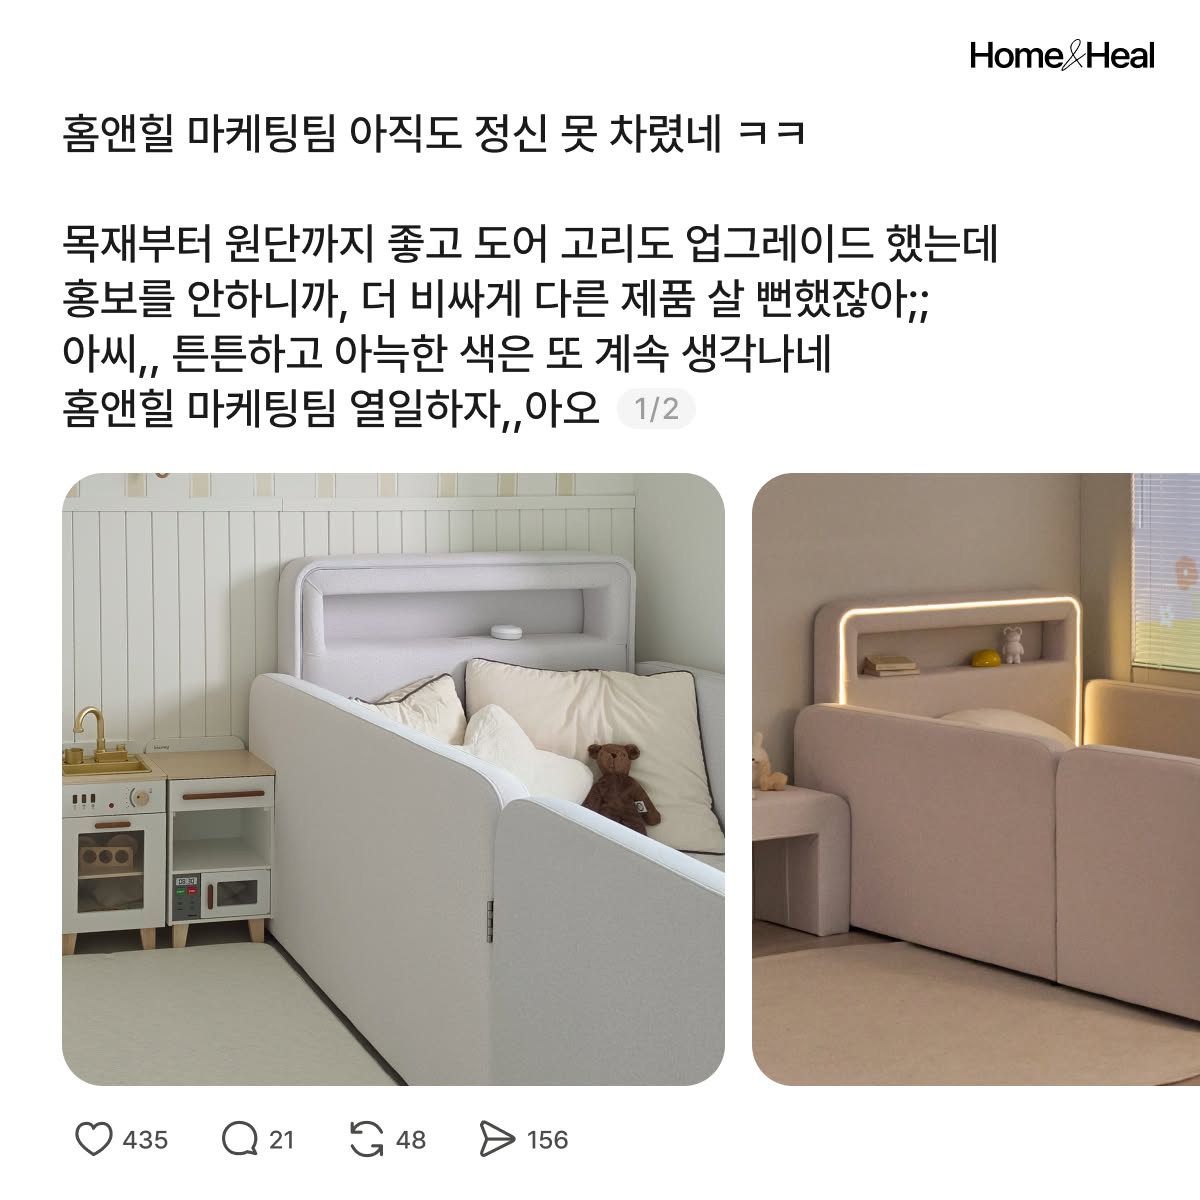 Home&Heal
홈앤힐 마케팅팀 아직도 정신 못 차렸네 ㅋㅋ
목재부터 원단까지 좋고 도어 고리도 업그레이드 했는데
홍보를 안하니까, 더 비싸게 다른 제품 살 뻔했잖아;;
아씨,, 튼튼하고 아늑한 색은 또 계속 생각나네
홈앤힐 마케팅팀 열일하자,,아오 1/2
435 21 48 156